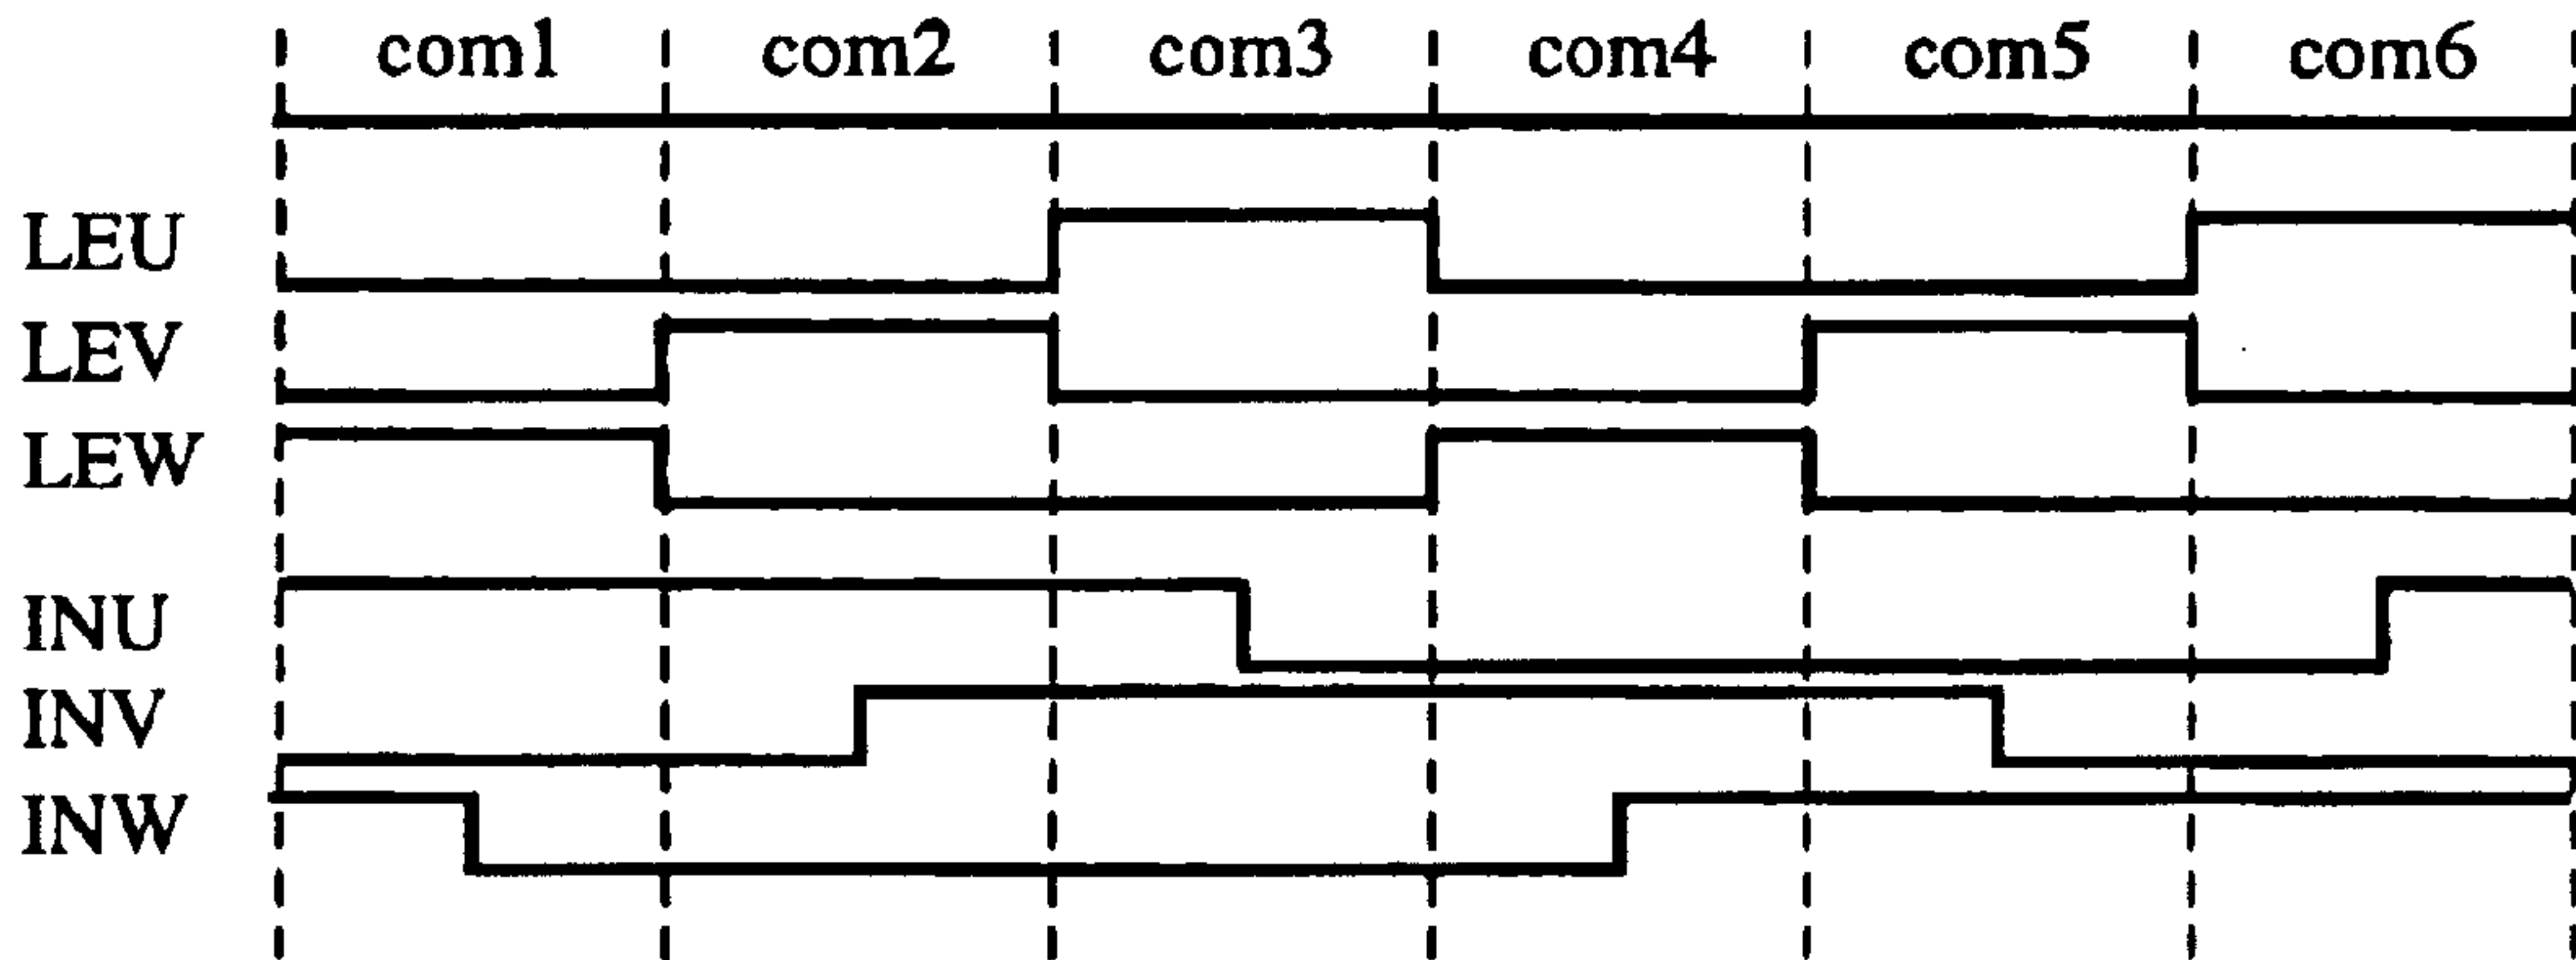 com1 com2 com3 com4 com5 com6
LEU
LEV
LEW
INU
INV
INW